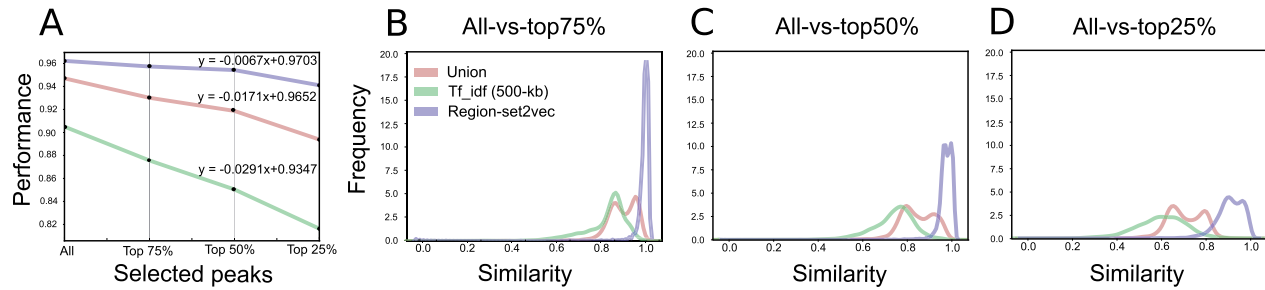 A
Performance
0.96
0.94
0.92
0.90
0.88
0.86
0.84
0.82
y = -0.0067x+0.9703
y = -0.0171x+0.9652
y = -0.0291x+0.9347
All
Top 75%
Top 50%
Top 25%
Selected peaks
B
All-vs-top75%
Frequency
20.0
17.5
15.0
12.5
10.0
7.5
5.0
2.5
0.0
Union
Tf_idf (500-kb)
Region-set2vec
0.0 0.2 0.4 0.6 0.8 1.0
Similarity
C
All-vs-top50%
20.0
17.5
15.0
12.5
10.0
7.5
5.0
2.5
0.0
0.0 0.2 0.4 0.6 0.8 1.0
Similarity
D
All-vs-top25%
20.0
17.5
15.0
12.5
10.0
7.5
5.0
2.5
0.0
0.0 0.2 0.4 0.6 0.8 1.0
Similarity